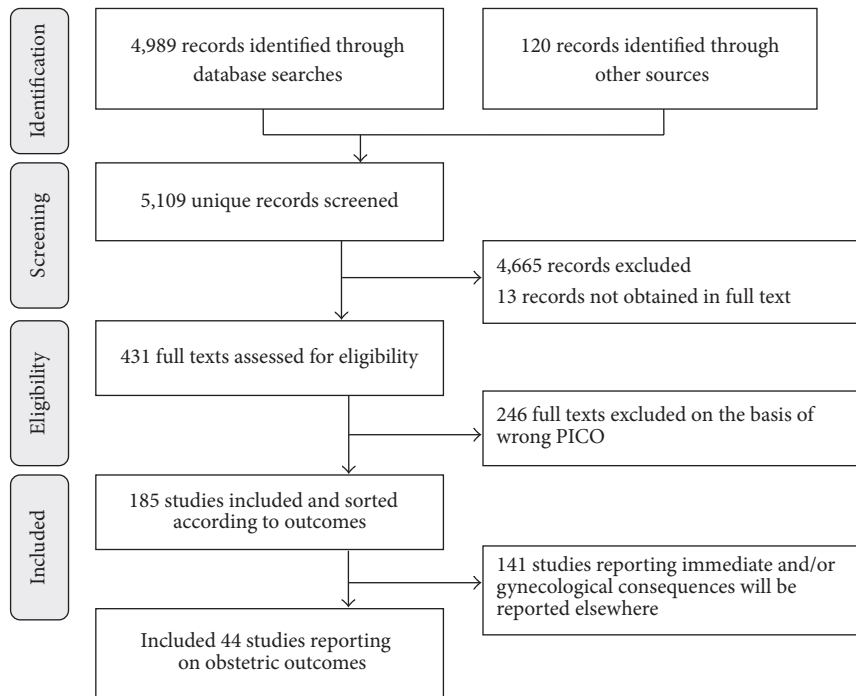 Identification
4,989 records identified through
database searches
120 records identified through
other sources
Screening
5,109 unique records screened
4,665 records excluded
13 records not obtained in full text
Eligibility
431 full texts assessed for eligibility
246 full texts excluded on the basis of
wrong PICO
Included
185 studies included and sorted
according to outcomes
141 studies reporting immediate and/or
gynecological consequences will be
reported elsewhere
Included 44 studies reporting
on obstetric outcomes